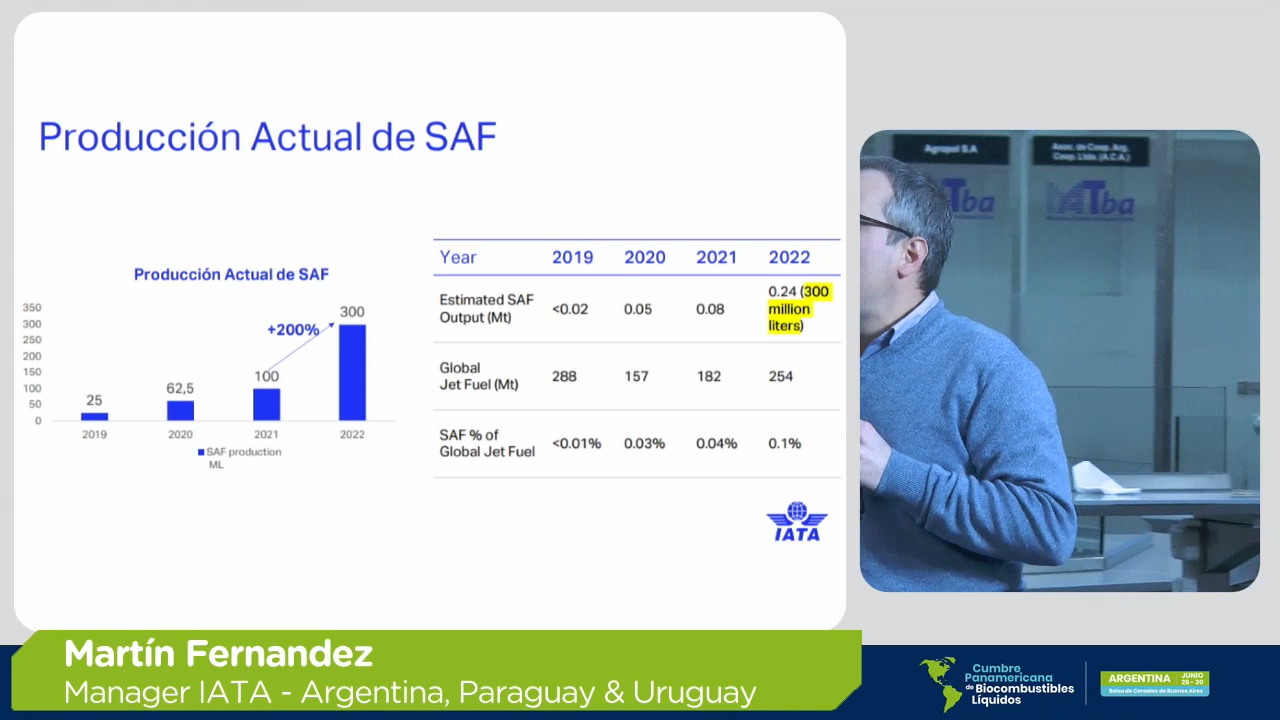 Producción Actual de SAF
Producción Actual de SAF
350
300
250
200
150
100
50
0
25
62,5
100
300
+200%
2019
2020
2021
2022
SAF production
ML
Year 2019 2020 2021 2022
Estimated SAF
Output (Mt)
<0.02
0.05
0.08
0.24 (300
million
liters)
Global
Jet Fuel (Mt)
288
157
182
254
SAF % of
Global Jet Fuel
<0.01%
0.03%
0.04%
0.1%
IATA
Agropol S.A
Asoc. de Coop. Arg.
Coop. Ltda. (A.C.A.)
Tba
MTba
Martín Fernandez
Manager IATA - Argentina, Paraguay & Uruguay
Cumbre
Panamericana
de Biocombustibles
Líquidos
ARGENTINA
JUNIO
29 - 30
Bolsa de Cereales de Buenos Aires